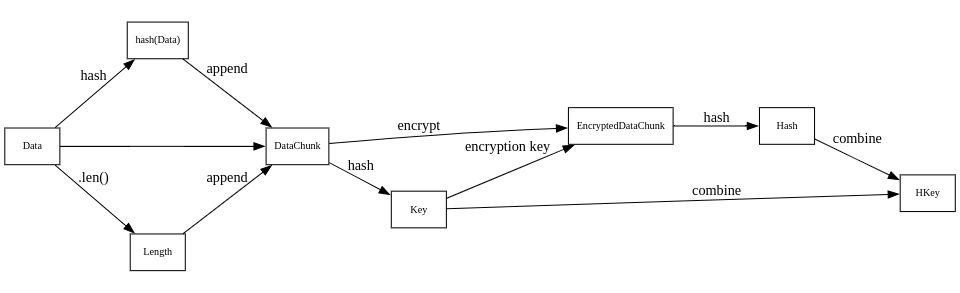 hash(Data)
hash
append
Data
.len()
append
Length
DataChunk
encrypt
hash
encryption key
Key
EncryptedDataChunk
hash
Hash
combine
combine
HKey